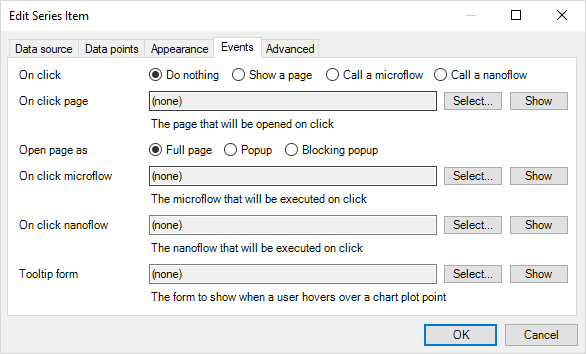 Edit Series Item
Data source Data points Appearance Events Advanced
On click Do nothing Show a page Call a microflow Call a nanoflow
On click page (none) Select... Show
The page that will be opened on click
Open page as Full page Popup Blocking popup
On click microflow (none) Select... Show
The microflow that will be executed on click
On click nanoflow (none) Select... Show
The nanoflow that will be executed on click
Tooltip form (none) Select... Show
The form to show when a user hovers over a chart plot point
OK Cancel